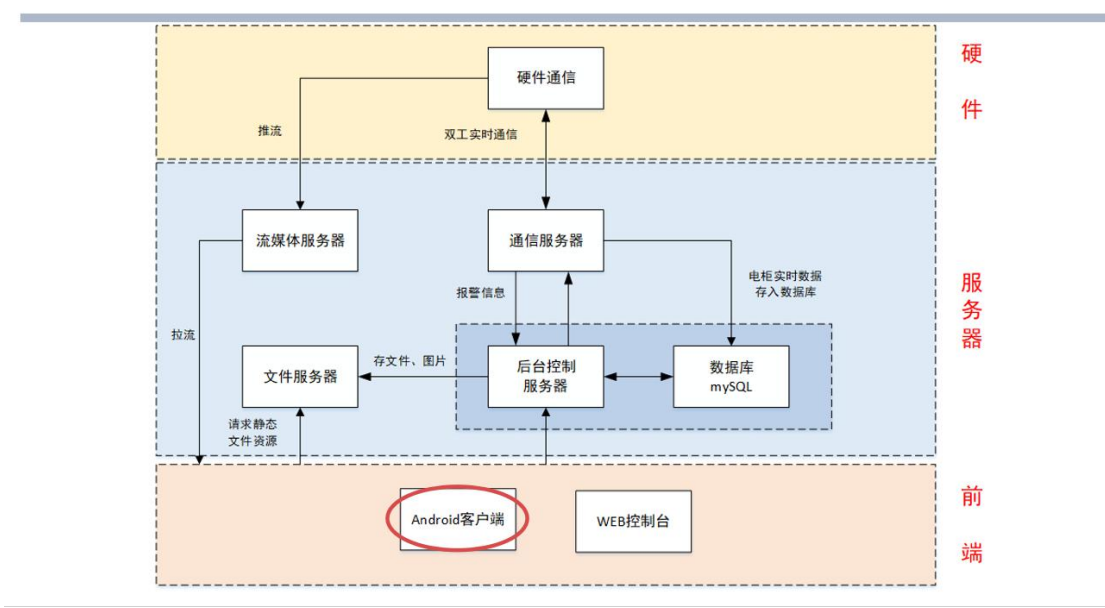 硬
件
硬件通信
推流
双工实时通信
流媒体服务器
通信服务器
服
务
器
电柜实时数据
存入数据库
报警信息
拉流
存文件、图片
文件服务器
后台控制
服务器
数据库
mySQL
请求静态
文件资源
前
端
Android客户端
WEB控制台